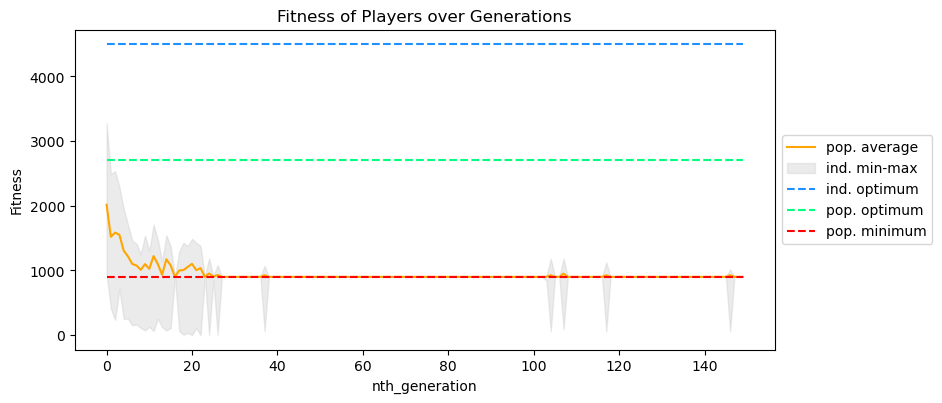 Fitness of Players over Generations
Fitness
4000
3000
2000
1000
0
0 20 40 60 80 100 120 140
nth_generation
pop. average
ind. min-max
ind. optimum
pop. optimum
pop. minimum